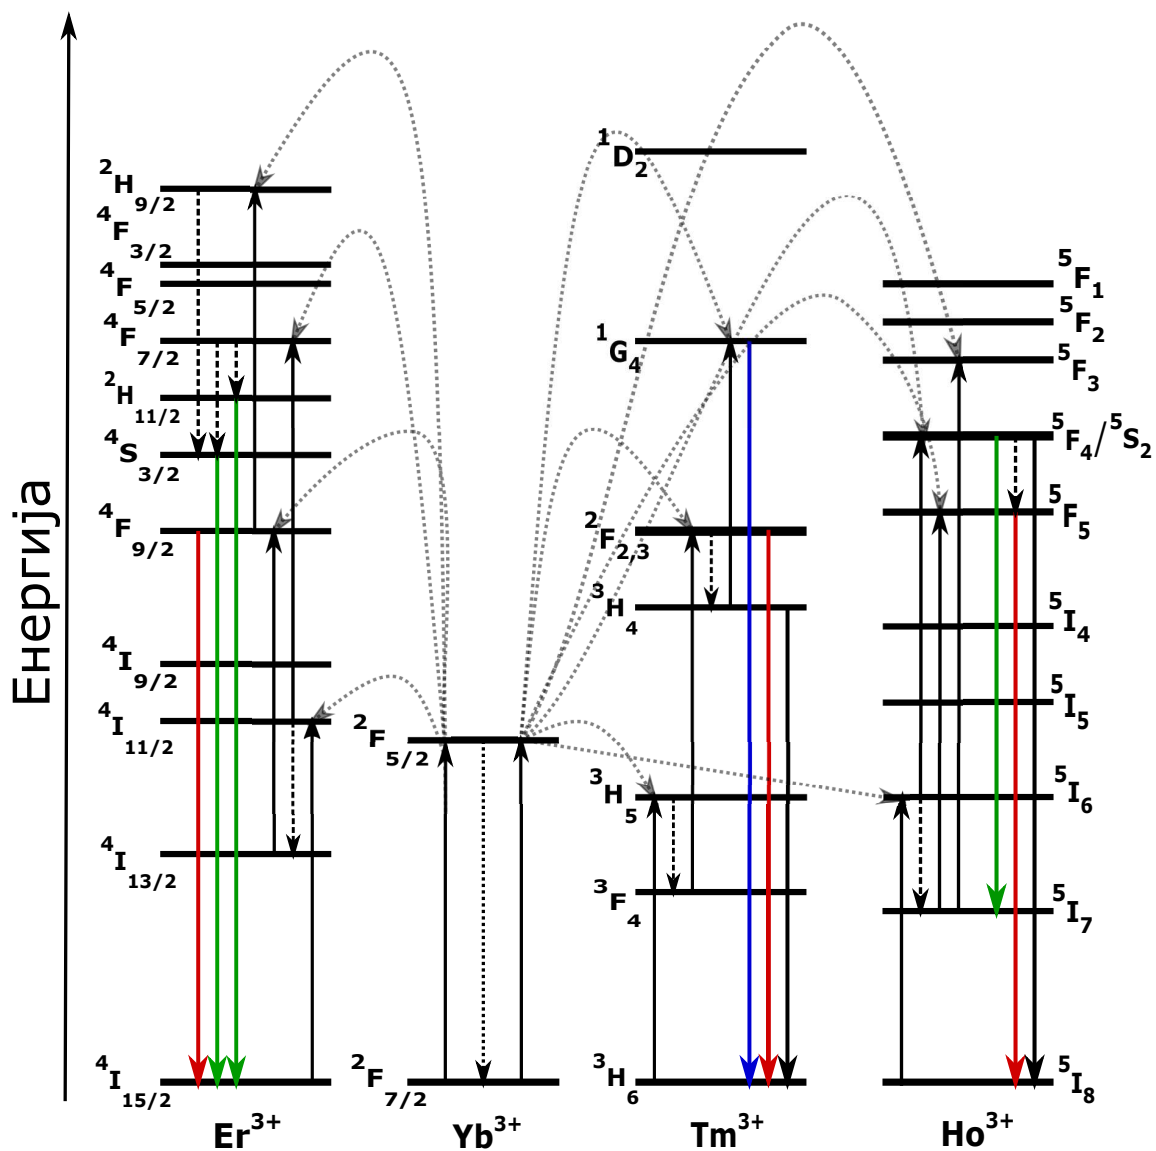 Енергија
²H9/2
⁴F3/2
⁴F5/2
⁴F7/2
²H11/2
⁴S3/2
⁴F9/2
⁴I9/2
⁴I11/2
⁴I13/2
⁴I15/2
Er³⁺
²F5/2
²F7/2
Yb³⁺
¹D2
¹G4
²F2,3
³H4
³H5
³F4
³H6
Tm³⁺
⁵F1
⁵F2
⁵F3
⁵F4/⁵S2
⁵F5
⁵I4
⁵I5
⁵I6
⁵I7
⁵I8
Ho³⁺